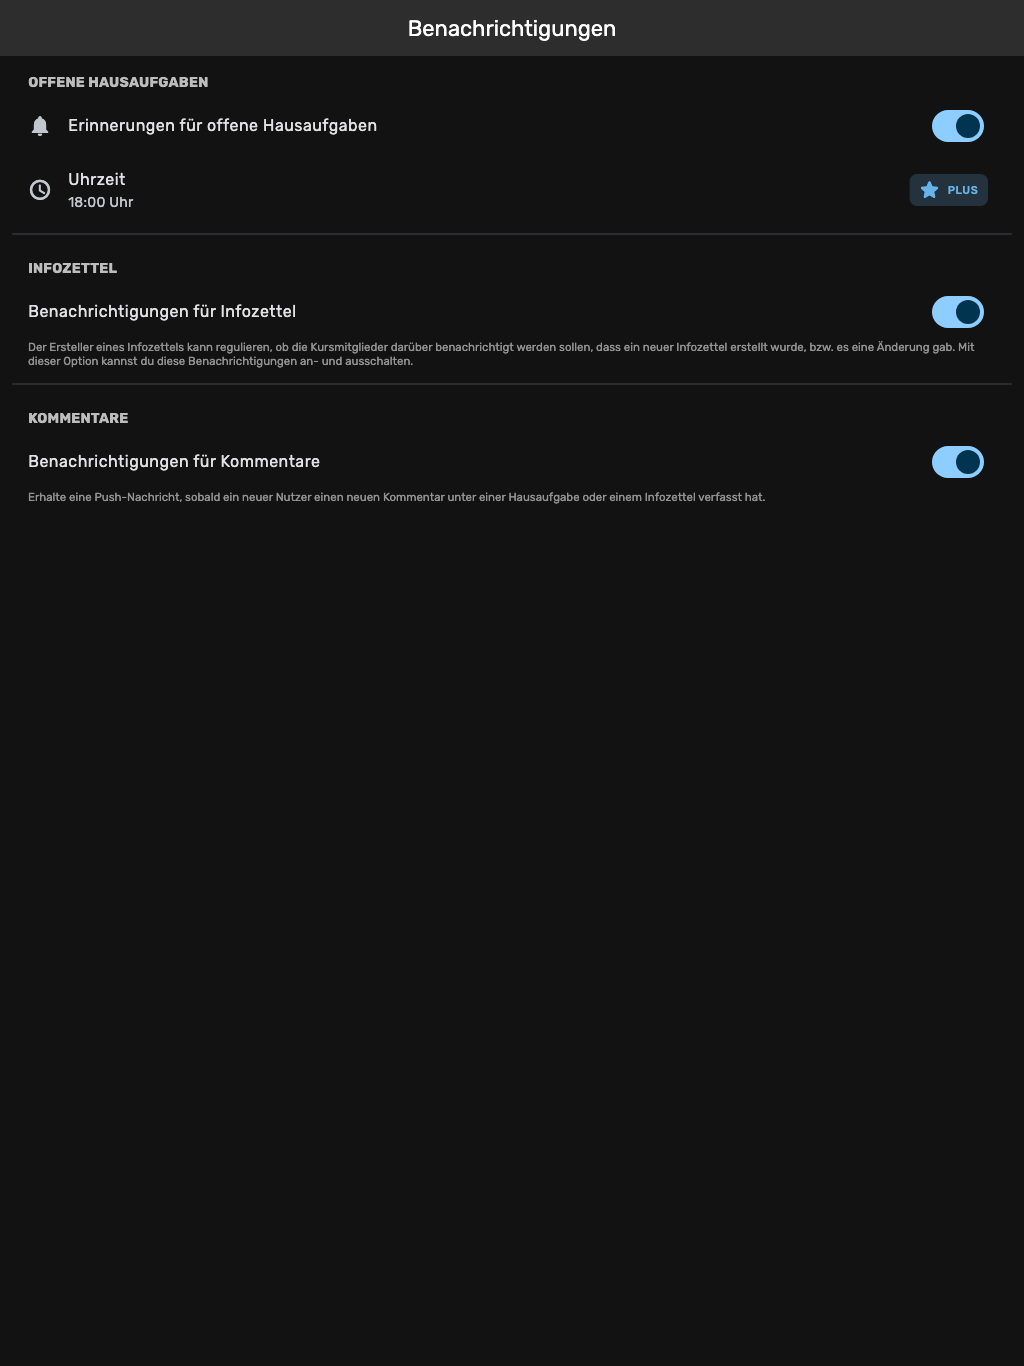 Benachrichtigungen
OFFENE HAUSAUFGABEN
Erinnerungen für offene Hausaufgaben
Uhrzeit
18:00 Uhr
PLUS
INFOZETTEL
Benachrichtigungen für Infozettel
Der Ersteller eines Infozettels kann regulieren, ob die Kursmitglieder darüber benachrichtigt werden sollen, dass ein neuer Infozettel erstellt wurde, bzw. es eine Änderung gab. Mit
dieser Option kannst du diese Benachrichtigungen an- und ausschalten.
KOMMENTARE
Benachrichtigungen für Kommentare
Erhalte eine Push-Nachricht, sobald ein neuer Nutzer einen neuen Kommentar unter einer Hausaufgabe oder einem Infozettel verfasst hat.